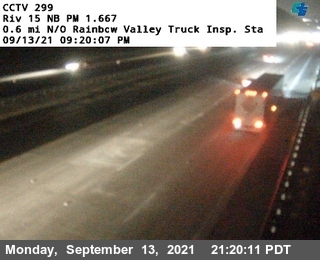 CCTV 299
Riv 15 NB PM 1.667
0.6 mi N/O Rainbow Valley Truck Insp. Sta
09/13/21 09:20:07 PM
Monday, September 13, 2021 21:20:11 PDT